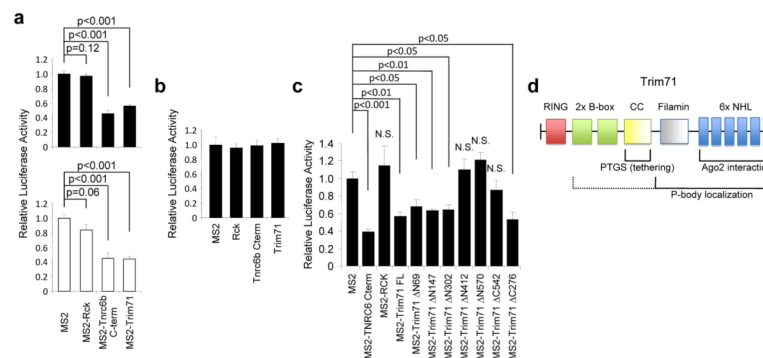 a
p<0.001
p<0.001
p=0.12
Relative Luciferase Activity
1.2
1.0
0.8
0.6
0.4
0.2
0
p<0.001
p<0.001
p=0.06
Relative Luciferase Activity
1.2
1.0
0.8
0.6
0.4
0.2
0
MS2
MS2-Rck
MS2-Tnrc6b
C-term
MS2-Trim71
b
Relative Luciferase Activity
1.2
1.0
0.8
0.6
0.4
0.2
0
MS2
Rck
Tnrc6b Cterm
Trim71
c
p<0.05
p<0.05
p<0.01
p<0.05
p<0.01
p<0.001
N.S.
N.S.
N.S.
N.S.
Relative Luciferase Activity
1.4
1.2
1.0
0.8
0.6
0.4
0.2
0
MS2
MS2-TNRC6 Cterm
MS2-RCK
MS2-Trim71 FL
MS2-Trim71 ΔN69
MS2-Trim71 ΔN147
MS2-Trim71 ΔN302
MS2-Trim71 ΔN412
MS2-Trim71 ΔN570
MS2-Trim71 ΔC542
MS2-Trim71 ΔC276
d
Trim71
RING 2x B-box CC Filamin 6x NHL
PTGS (tethering) Ago2 interactio
P-body localization